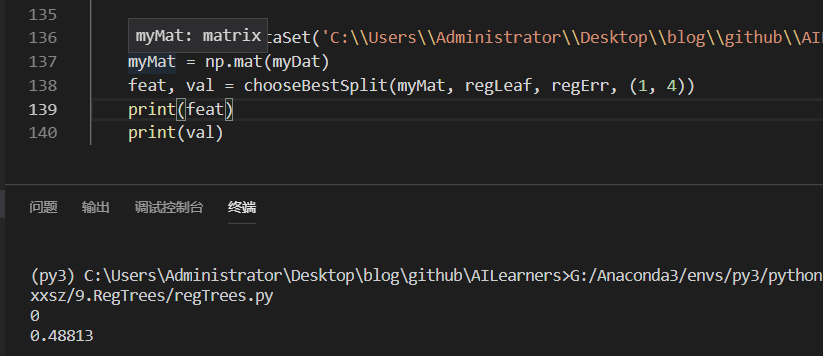 135
136 taSet('C:\\Users\\Administrator\\Desktop\\blog\\github\\AIL
myMat: matrix
137 myMat = np.mat(myDat)
138 feat, val = chooseBestSplit(myMat, regLeaf, regErr, (1, 4))
139 print(feat)
140 print(val)
问题 输出 调试控制台 终端
(py3) C:\Users\Administrator\Desktop\blog\github\AILearners>G:/Anaconda3/envs/py3/python
xxsz/9.RegTrees/regTrees.py
0
0.48813